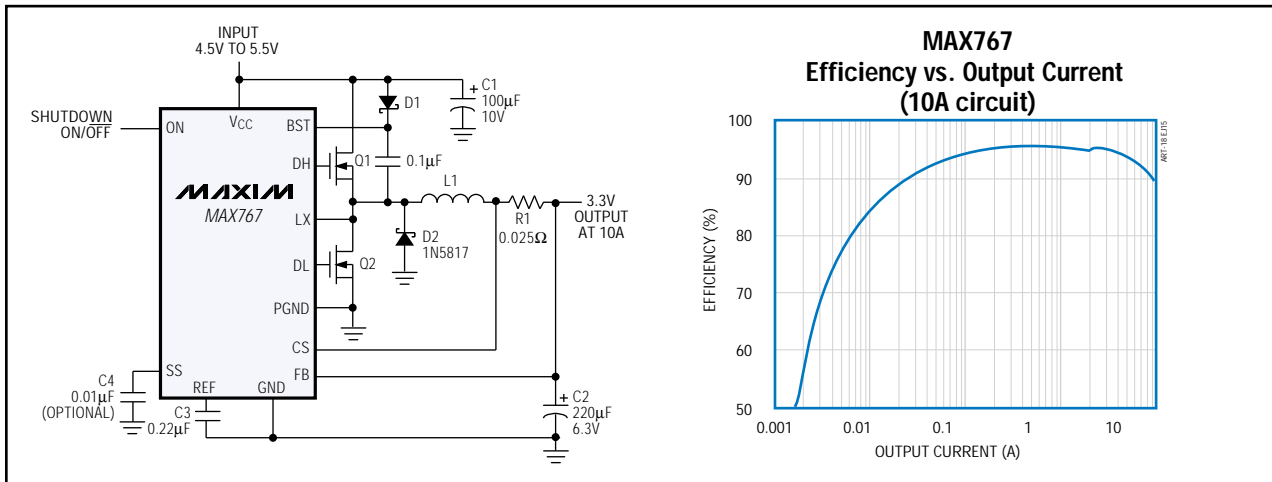 INPUT
4.5V TO 5.5V
SHUTDOWN
ON/OFF
ON
VCC
BST
D1
+ C1
100µF
10V
DH
Q1
0.1µF
MAXIM
MAX767
L1
LX
R1
0.025Ω
3.3V
OUTPUT
AT 10A
D2
1N5817
DL
Q2
PGND
CS
SS
FB
C4
0.01µF
(OPTIONAL)
REF
GND
C3
0.22µF
+ C2
220µF
6.3V
MAX767
Efficiency vs. Output Current
(10A circuit)
ART-18 EJ15
EFFICIENCY (%)
100
90
80
70
60
50
0.001
0.01
0.1
1
10
OUTPUT CURRENT (A)